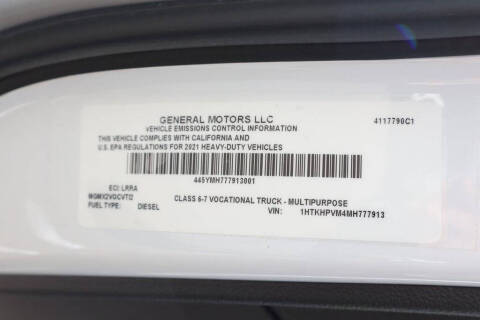 GENERAL MOTORS LLC
VEHICLE EMISSIONS CONTROL INFORMATION
4117790C1
THIS VEHICLE COMPLIES WITH CALIFORNIA AND
U.S. EPA REGULATIONS FOR 2021 HEAVY-DUTY VEHICLES
445YMH777913001
ECI: LRRA
MGMX2VOCVTI2
FUEL TYPE: DIESEL
CLASS 6-7 VOCATIONAL TRUCK - MULTIPURPOSE
VIN: 1HTKHPVM4MH777913